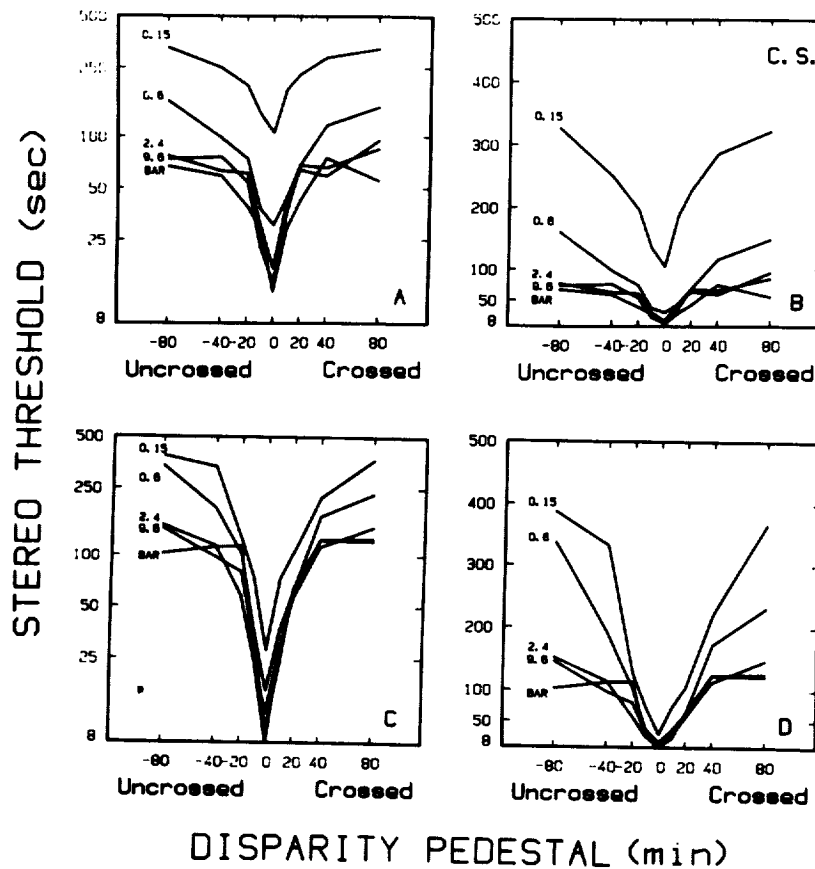 500
250
100
50
25
8
0.15
0.6
2.4
9.6
BAR
A
-80 -40 -20 0 20 40 80
Uncrossed Crossed
500
400
300
200
100
50
8
C. S.
0.15
0.6
2.4
9.6
BAR
B
-80 -40 -20 0 20 40 80
Uncrossed Crossed
STEREO THRESHOLD (sec)
500
250
100
50
25
8
0.15
0.6
2.4
9.6
BAR
P
C
-80 -40 -20 0 20 40 80
Uncrossed Crossed
500
400
300
200
100
50
8
0.15
0.6
2.4
9.6
BAR
D
-80 -40 -20 0 20 40 80
Uncrossed Crossed
DISPARITY PEDESTAL (min)